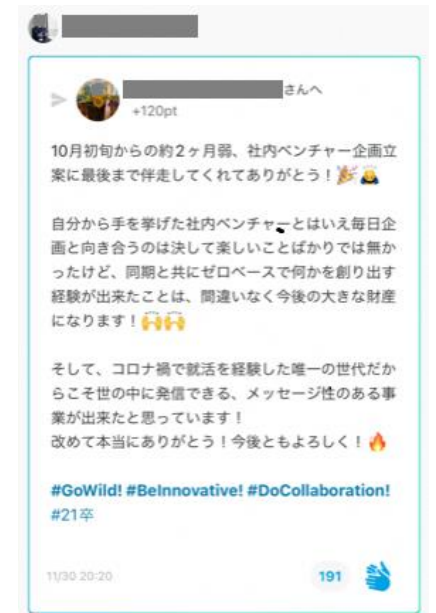 さんへ
+120pt
10月初旬からの約2ヶ月弱、社内ベンチャー企画立
案に最後まで伴走してくれてありがとう！🎉🙇
自分から手を挙げた社内ベンチャーとはいえ毎日企
画と向き合うのは決して楽しいことばかりでは無か
ったけど、同期と共にゼロベースで何かを創り出す
経験が出来たことは、間違いなく今後の大きな財産
になります！🙌🙌
そして、コロナ禍で就活を経験した唯一の世代だか
らこそ世の中に発信できる、メッセージ性のある事
業が出来たと思っています！
改めて本当にありがとう！今後ともよろしく！🔥
#GoWild! #BeInnovative! #DoCollaboration!
#21卒
11/30 20:20
191